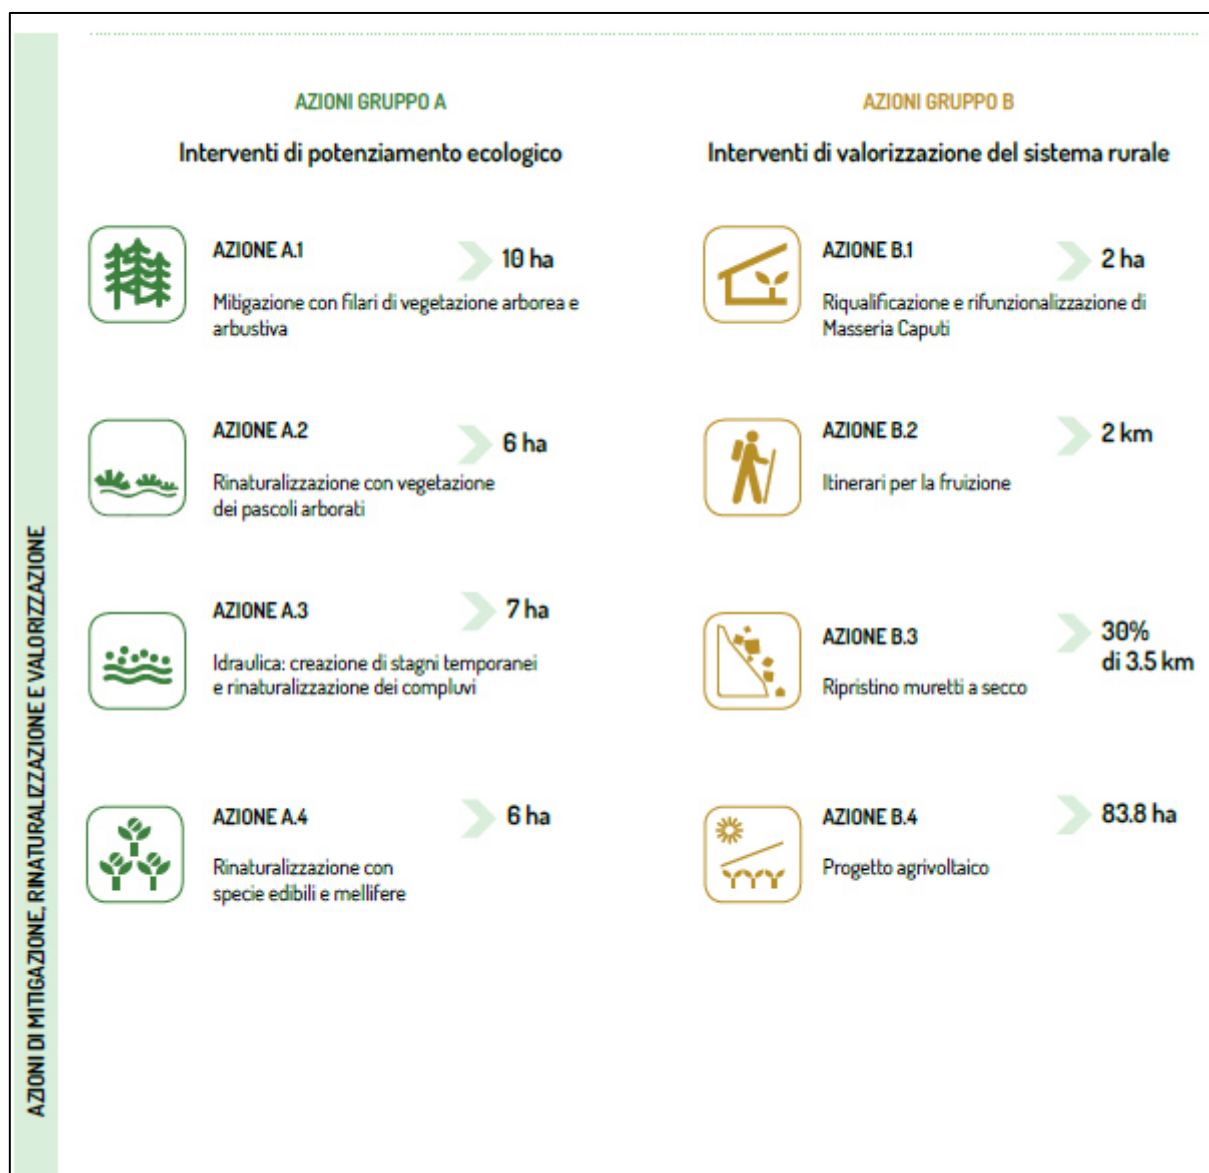 AZIONI DI MITIGAZIONE, RINATURALIZZAZIONE E VALORIZZAZIONE
AZIONI GRUPPO A
Interventi di potenziamento ecologico
AZIONE A.1
10 ha
Mitigazione con filari di vegetazione arborea e
arbustiva
AZIONE A.2
6 ha
Rinaturalizzazione con vegetazione
dei pascoli arborati
AZIONE A.3
7 ha
Idraulica: creazione di stagni temporanei
e rinaturalizzazione dei compluvi
AZIONE A.4
6 ha
Rinaturalizzazione con
specie edibili e mellifere
AZIONI GRUPPO B
Interventi di valorizzazione del sistema rurale
AZIONE B.1
2 ha
Riqualificazione e rifunzionalizzazione di
Masseria Caputi
AZIONE B.2
2 km
Itinerari per la fruizione
AZIONE B.3
30%
di 3.5 km
Ripristino muretti a secco
AZIONE B.4
83.8 ha
Progetto agrivoltaico